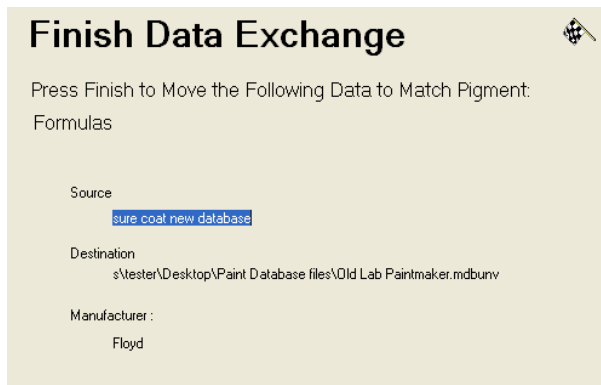 Finish Data Exchange
Press Finish to Move the Following Data to Match Pigment:
Formulas
Source
sure coat new database
Destination
s\tester\Desktop\Paint Database files\Old Lab Paintmaker.mdbunv
Manufacturer :
Floyd